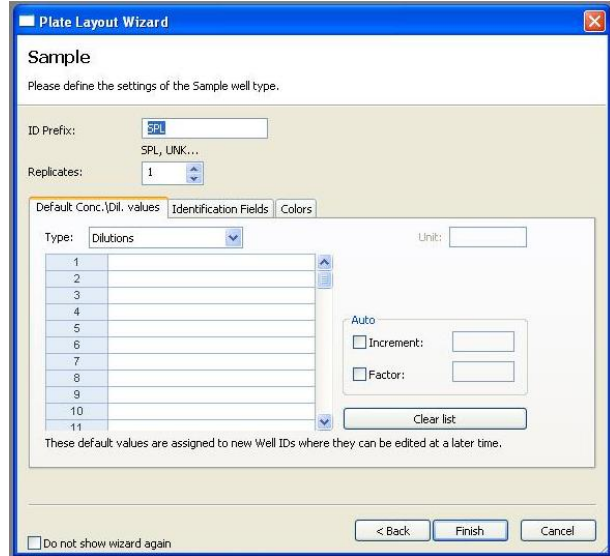 Plate Layout Wizard
Sample
Please define the settings of the Sample well type.
ID Prefix: SPL
SPL, UNK...
Replicates: 1
Default Conc.\Dil. values Identification Fields Colors
Type: Dilutions Unit:
1
2
3
4
5
6
7
8
9
10
11
Auto
Increment:
Factor:
Clear list
These default values are assigned to new Well IDs where they can be edited at a later time.
Do not show wizard again
< Back Finish Cancel